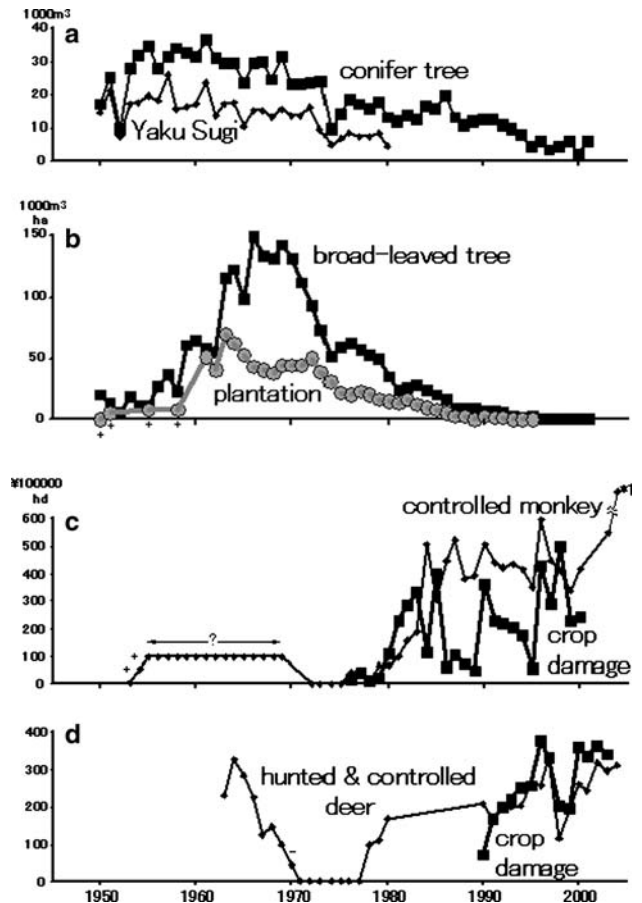 1000m3
a
40
30
20
10
0
conifer tree
Yaku Sugi
1000m3
ha
b
150
100
50
0
broad-leaved tree
plantation
+
+
+
+
¥100000
hd
c
600
500
400
300
200
100
0
controlled monkey
?
+
+
crop
damage
d
400
300
200
100
0
hunted & controlled
deer
crop
damage
1950
1960
1970
1980
1990
2000